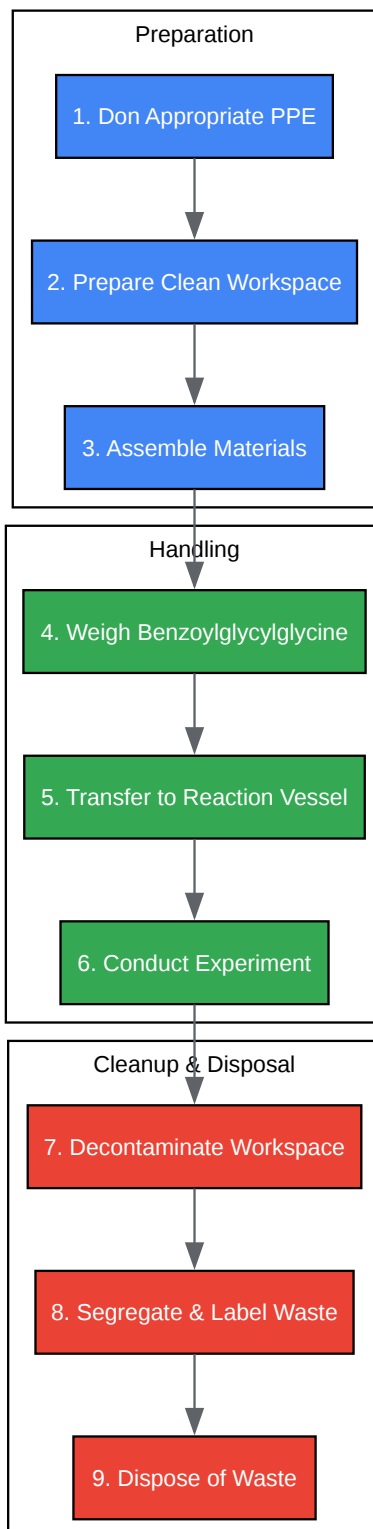 Preparation
1. Don Appropriate PPE
2. Prepare Clean Workspace
3. Assemble Materials
Handling
4. Weigh Benzoylglycylglycine
5. Transfer to Reaction Vessel
6. Conduct Experiment
Cleanup & Disposal
7. Decontaminate Workspace
8. Segregate & Label Waste
9. Dispose of Waste